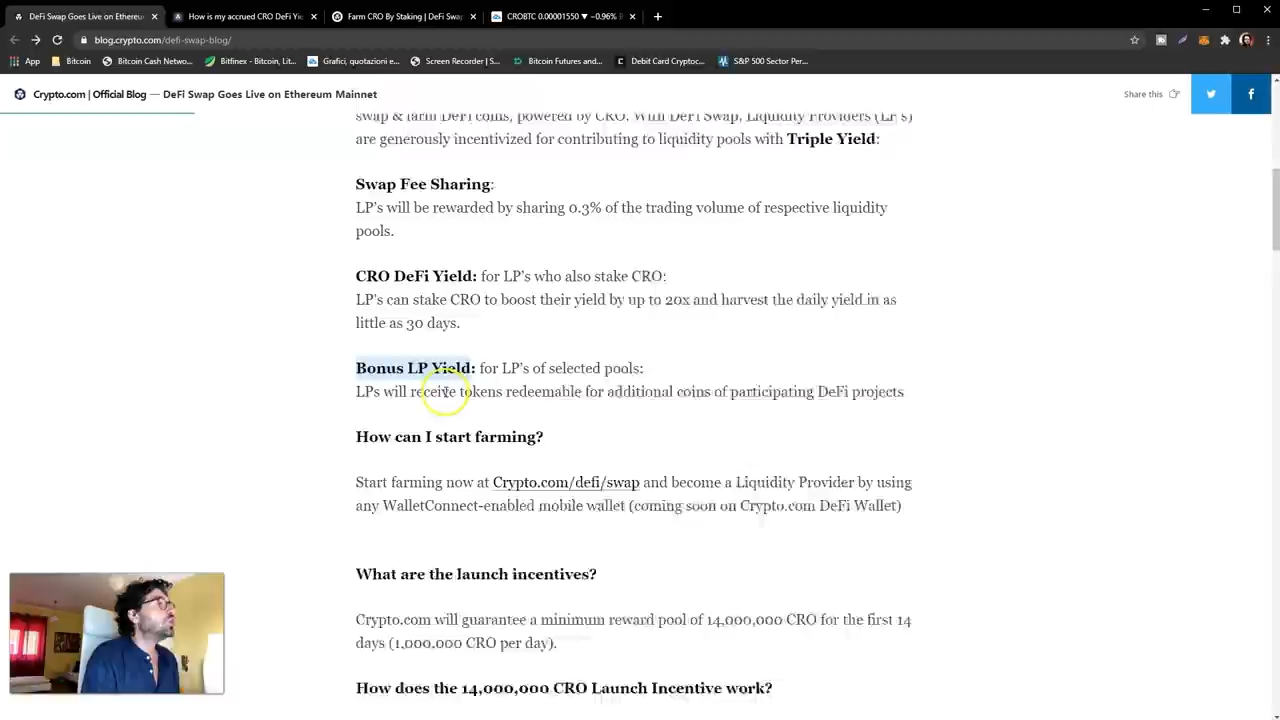 DeFi Swap Goes Live on Ethereum
How is my accrued CRO DeFi Yie
Farm CRO By Staking | DeFi Swap
CROBTC 0.00001550 ▼ −0.96%
blog.crypto.com/defi-swap-blog/
App
Bitcoin
Bitcoin Cash Netw...
Bitfinex - Bitcoin, Lit...
Grafici, quotazioni e...
Screen Recorder | S...
Bitcoin Futures and...
Debit Card Cryptoc...
S&P 500 Sector Per...
Crypto.com | Official Blog — DeFi Swap Goes Live on Ethereum Mainnet
Share this
swap & farm DeFi coins, powered by CRO. With DeFi Swap, Liquidity Providers (LP's)
are generously incentivized for contributing to liquidity pools with Triple Yield:
Swap Fee Sharing:
LP's will be rewarded by sharing 0.3% of the trading volume of respective liquidity
pools.
CRO DeFi Yield: for LP's who also stake CRO:
LP's can stake CRO to boost their yield by up to 20x and harvest the daily yield in as
little as 30 days.
Bonus LP Yield: for LP's of selected pools:
LPs will receive tokens redeemable for additional coins of participating DeFi projects
How can I start farming?
Start farming now at Crypto.com/defi/swap and become a Liquidity Provider by using
any WalletConnect-enabled mobile wallet (coming soon on Crypto.com DeFi Wallet)
What are the launch incentives?
Crypto.com will guarantee a minimum reward pool of 14,000,000 CRO for the first 14
days (1,000,000 CRO per day).
How does the 14,000,000 CRO Launch Incentive work?